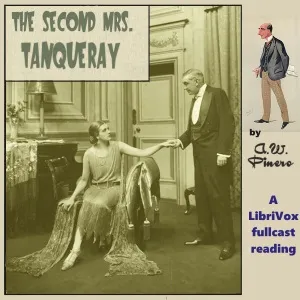 THE SECOND MRS.
TANQUERAY
by
A.W.
Pinero
A
LibriVox
fullcast
reading